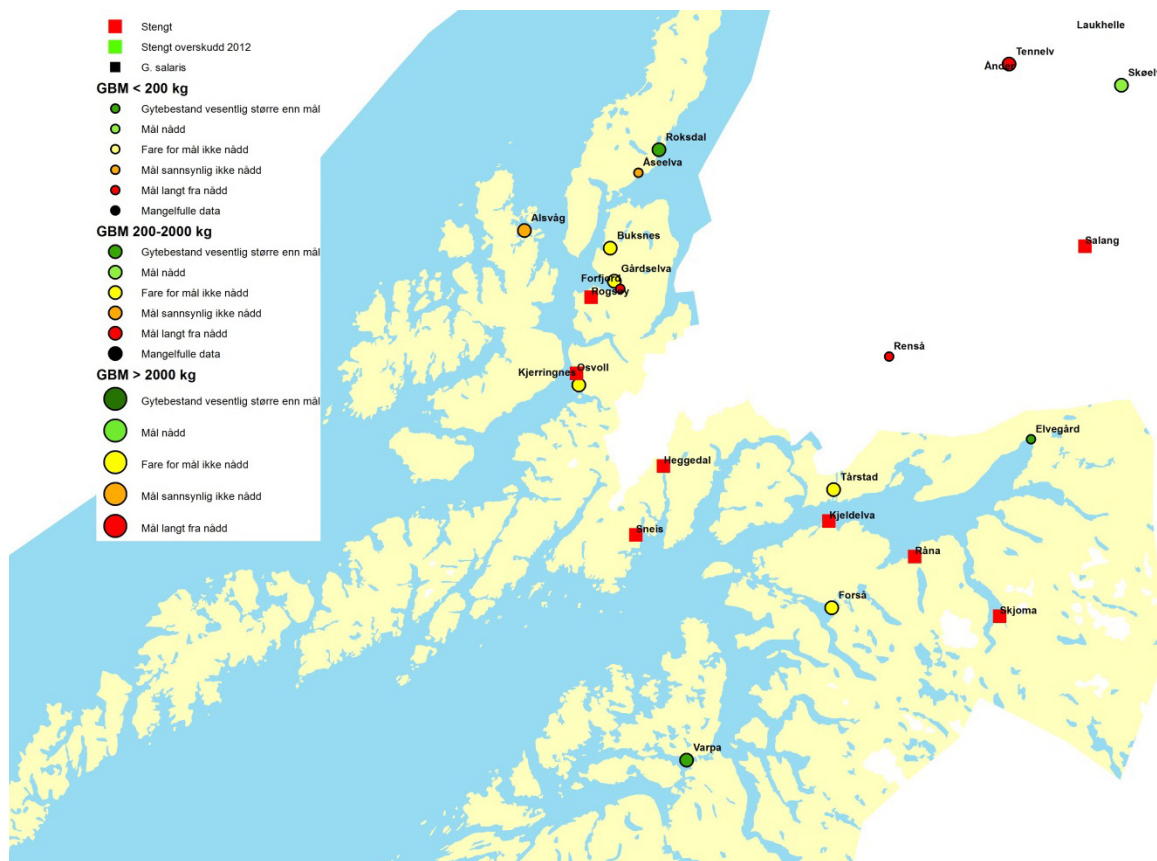 Stengt
Stengt overskudd 2012
G. salaris
GBM < 200 kg
Gytebestand vesentlig større enn mål
Mål nådd
Fare for mål ikke nådd
Mål sannsynlig ikke nådd
Mål langt fra nådd
Mangelfulle data
GBM 200-2000 kg
Gytebestand vesentlig større enn mål
Mål nådd
Fare for mål ikke nådd
Mål sannsynlig ikke nådd
Mål langt fra nådd
Mangelfulle data
GBM > 2000 kg
Gytebestand vesentlig større enn mål
Mål nådd
Fare for mål ikke nådd
Mål sannsynlig ikke nådd
Mål langt fra nådd
Laukhelle
Tennelv
Ånder
Skøelv
Roksdal
Åseelva
Alsvåg
Buksnes
Salang
Gårdselva
Forfjord
Rogsøy
Renså
Osvoll
Kjerringnes
Elvegård
Heggedal
Tårstad
Kjeldelva
Sneis
Råna
Forså
Skjoma
Varpa